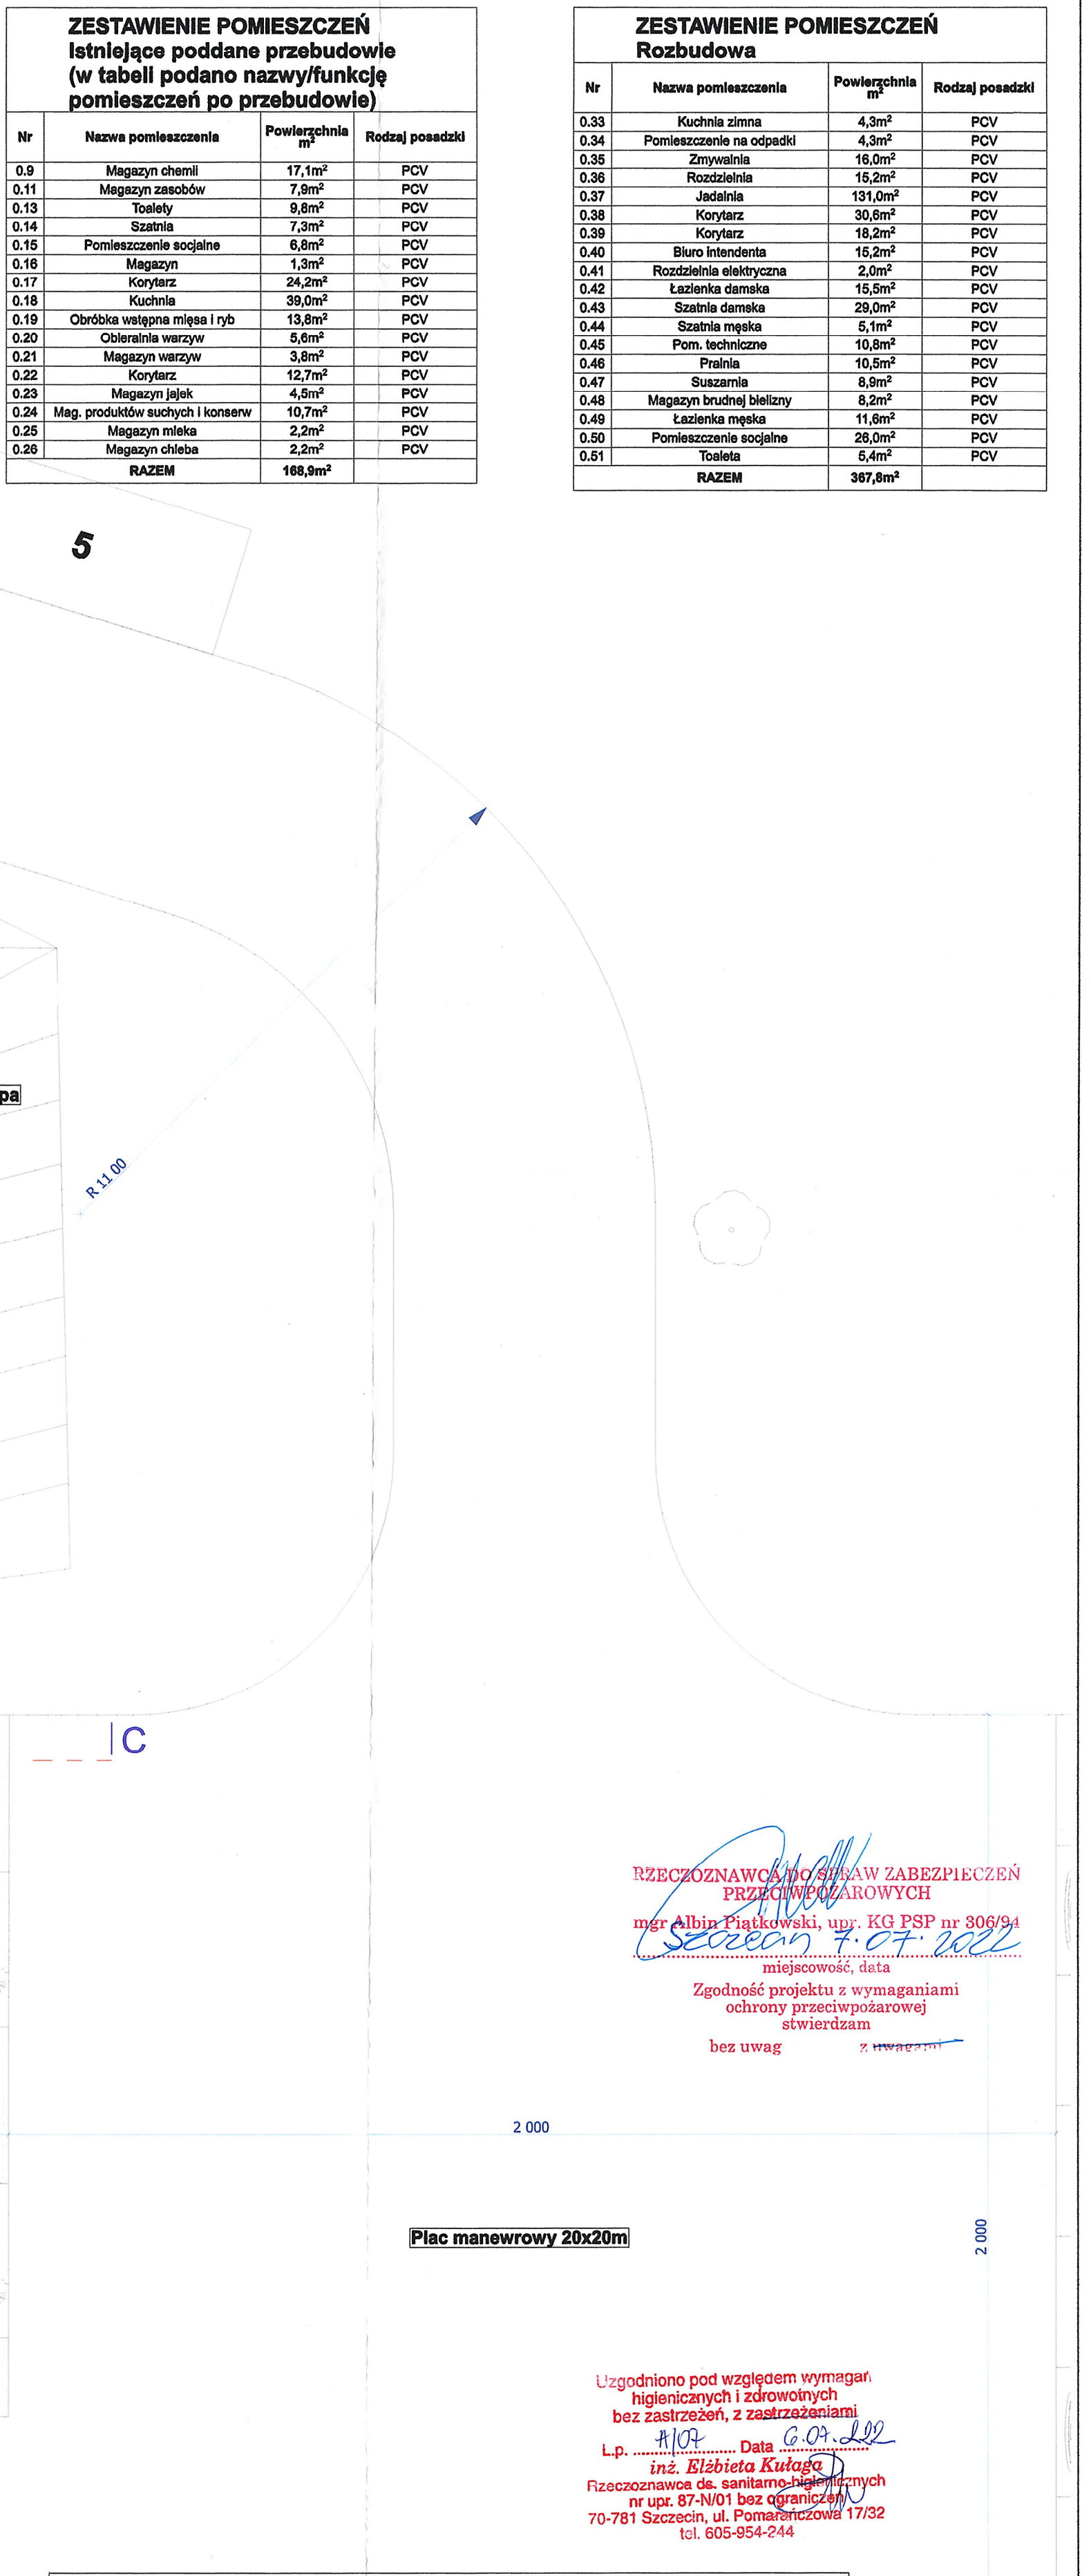 ZESTAWIENIE POMIESZCZEŃ
Istniejące poddane przebudowie
(w tabeli podano nazwy/funkcję
pomieszczeń po przebudowie)
Nr Nazwa pomieszczenia Powierzchnia m² Rodzaj posadzki
0.9 Magazyn chemii 17,1m² PCV
0.11 Magazyn zasobów 7,9m² PCV
0.13 Toalety 9,8m² PCV
0.14 Szatnia 7,3m² PCV
0.15 Pomieszczenie socjalne 6,8m² PCV
0.16 Magazyn 1,3m² PCV
0.17 Korytarz 24,2m² PCV
0.18 Kuchnia 39,0m² PCV
0.19 Obróbka wstępna mięsa i ryb 13,8m² PCV
0.20 Obieralnia warzyw 5,6m² PCV
0.21 Magazyn warzyw 3,8m² PCV
0.22 Korytarz 12,7m² PCV
0.23 Magazyn jajek 4,5m² PCV
0.24 Mag. produktów suchych i konserw 10,7m² PCV
0.25 Magazyn mleka 2,2m² PCV
0.26 Magazyn chleba 2,2m² PCV
RAZEM 168,9m²
ZESTAWIENIE POMIESZCZEŃ
Rozbudowa
Nr Nazwa pomieszczenia Powierzchnia m² Rodzaj posadzki
0.33 Kuchnia zimna 4,3m² PCV
0.34 Pomieszczenie na odpadki 4,3m² PCV
0.35 Zmywalnia 16,0m² PCV
0.36 Rozdzielnia 15,2m² PCV
0.37 Jadalnia 131,0m² PCV
0.38 Korytarz 30,6m² PCV
0.39 Korytarz 18,2m² PCV
0.40 Biuro intendenta 15,2m² PCV
0.41 Rozdzielnia elektryczna 2,0m² PCV
0.42 Łazienka damska 15,5m² PCV
0.43 Szatnia damska 29,0m² PCV
0.44 Szatnia męska 5,1m² PCV
0.45 Pom. techniczne 10,8m² PCV
0.46 Pralnia 10,5m² PCV
0.47 Suszarnia 8,9m² PCV
0.48 Magazyn brudnej bielizny 8,2m² PCV
0.49 Łazienka męska 11,6m² PCV
0.50 Pomieszczenie socjalne 26,0m² PCV
0.51 Toaleta 5,4m² PCV
RAZEM 367,8m²
5
pa
R 11 00
C
RZECZOZNAWCA DO SPRAW ZABEZPIECZEŃ
PRZECIWPOŻAROWYCH
mgr Albin Piątkowski, upr. KG PSP nr 306/94
Szczecin 7.07.2022
miejscowość, data
Zgodność projektu z wymaganiami
ochrony przeciwpożarowej
stwierdzam
bez uwag z uwagami
2 000
Plac manewrowy 20x20m
2 000
Uzgodniono pod względem wymagań
higienicznych i zdrowotnych
bez zastrzeżeń, z zastrzeżeniami
L.p. A/07 Data 6.07.222
inż. Elżbieta Kułaga
Rzeczoznawca ds. sanitarno-higienicznych
nr upr. 87-N/01 bez ograniczeń
70-781 Szczecin, ul. Pomarańczowa 17/32
tel. 605-954-244